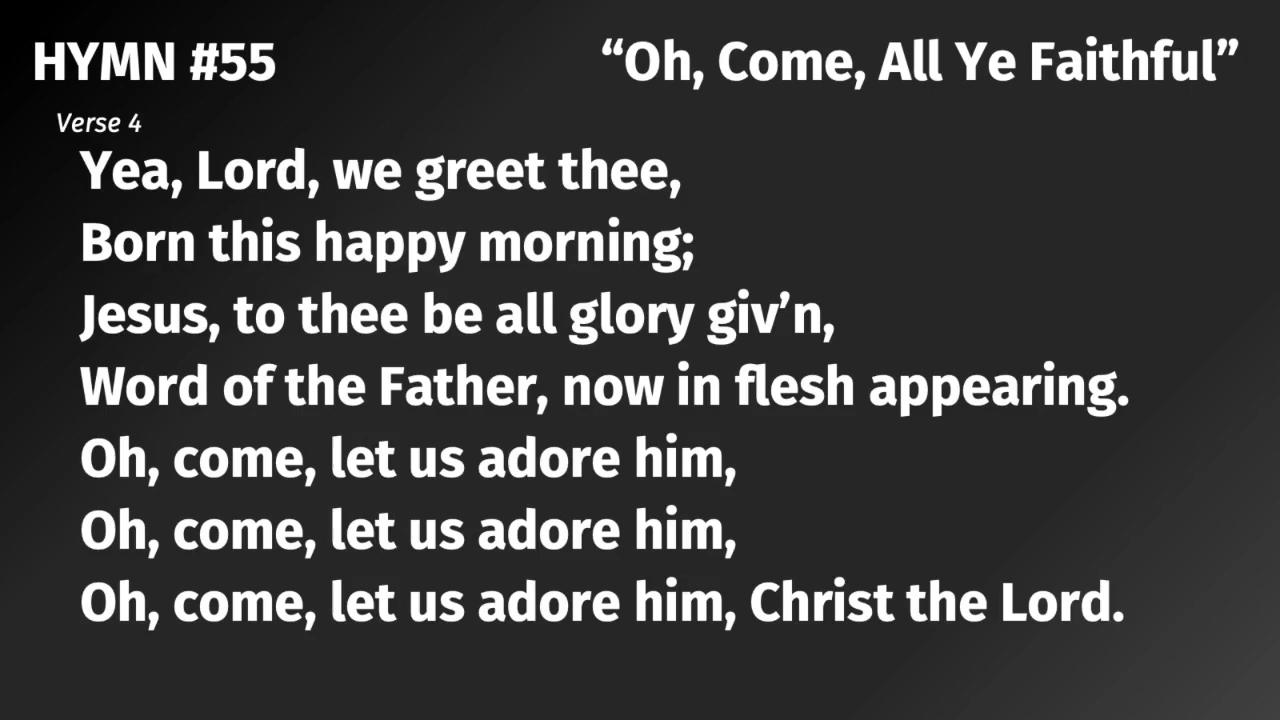 HYMN #55
“Oh, Come, All Ye Faithful”
Verse 4
Yea, Lord, we greet thee,
Born this happy morning;
Jesus, to thee be all glory giv’n,
Word of the Father, now in flesh appearing.
Oh, come, let us adore him,
Oh, come, let us adore him,
Oh, come, let us adore him, Christ the Lord.